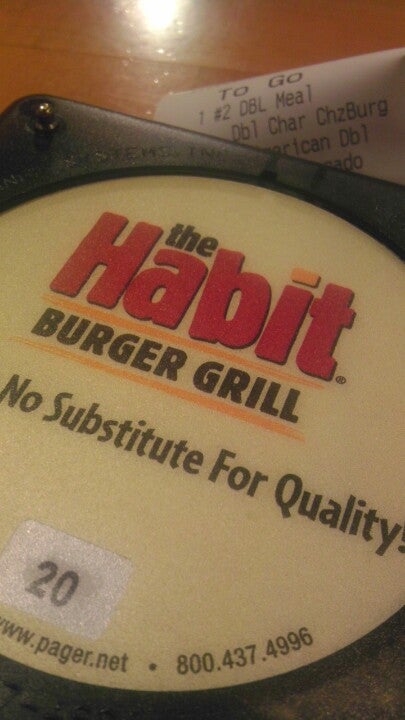 To Go
1 #2 DBL Meal
Dbl Char ChzBurg
Dbl
the
Habit
BURGER GRILL
No Substitute For Quality!
20
www.pager.net • 800.437.4996